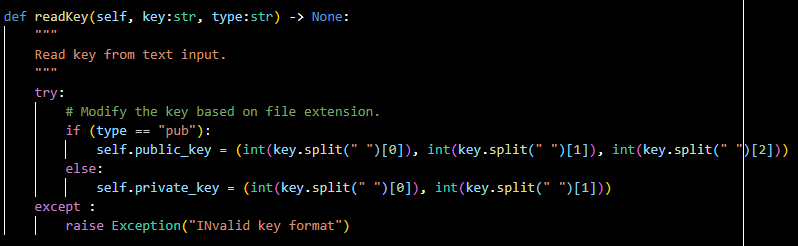 def readKey(self, key:str, type:str) -> None:
    """
    Read key from text input.
    """
    try:
        # Modify the key based on file extension.
        if (type == "pub"):
            self.public_key = (int(key.split(" ")[0]), int(key.split(" ")[1]), int(key.split(" ")[2]))
        else:
            self.private_key = (int(key.split(" ")[0]), int(key.split(" ")[1]))
    except :
        raise Exception("INvalid key format")